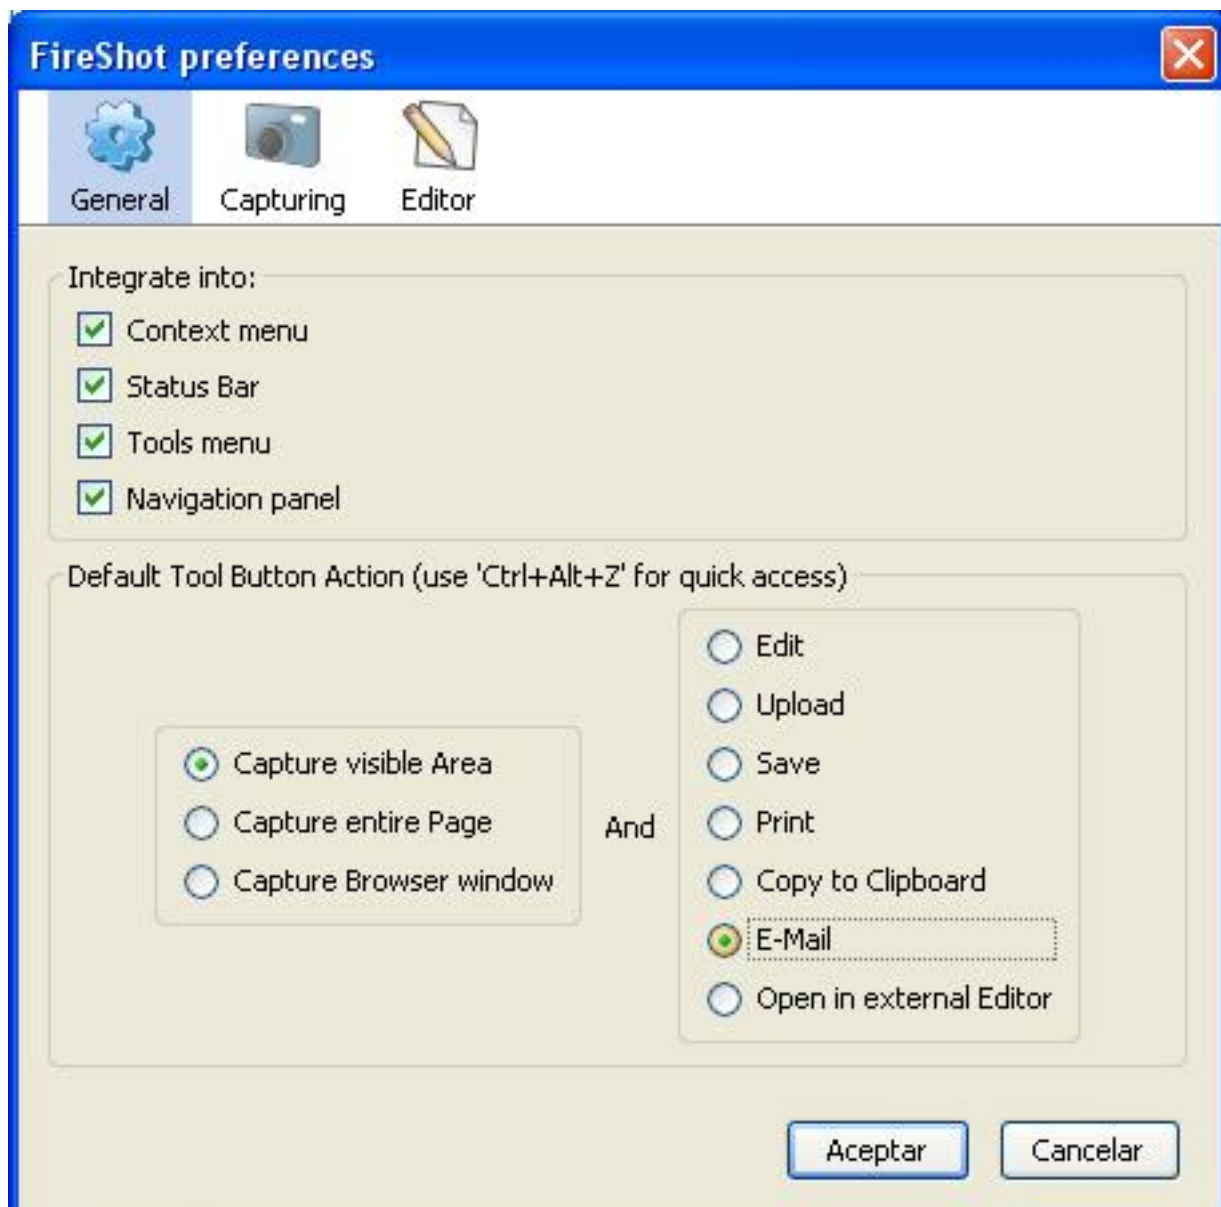 FireShot preferences
General Capturing Editor
Integrate into:
Context menu
Status Bar
Tools menu
Navigation panel
Default Tool Button Action (use 'Ctrl+Alt+Z' for quick access)
Capture visible Area
Capture entire Page
Capture Browser window
And
Edit
Upload
Save
Print
Copy to Clipboard
E-Mail
Open in external Editor
Aceptar Cancelar